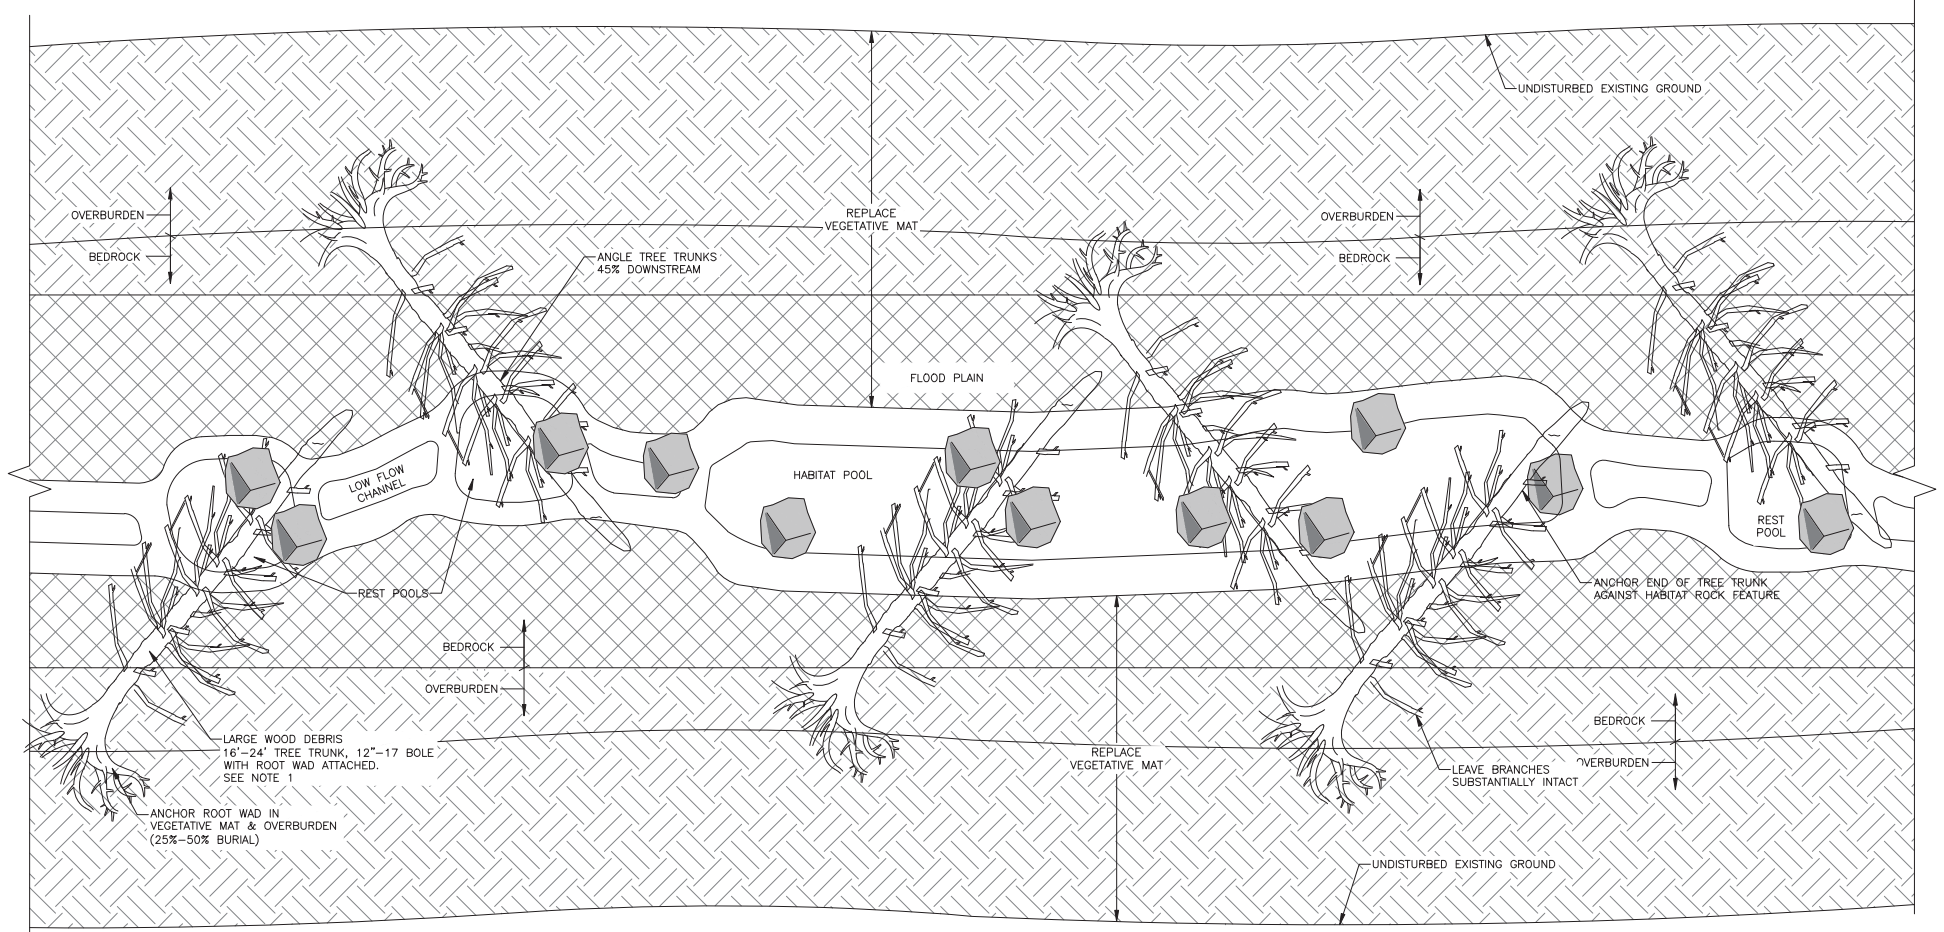 UNDISTURBED EXISTING GROUND
OVERBURDEN
BEDROCK
REPLACE
VEGETATIVE MAT
OVERBURDEN
BEDROCK
ANGLE TREE TRUNKS
45% DOWNSTREAM
FLOOD PLAIN
LOW FLOW
CHANNEL
HABITAT POOL
REST
POOL
REST POOLS
ANCHOR END OF TREE TRUNK
AGAINST HABITAT ROCK FEATURE
BEDROCK
OVERBURDEN
LARGE WOOD DEBRIS
16'-24' TREE TRUNK, 12"-17 BOLE
WITH ROOT WAD ATTACHED.
SEE NOTE 1
REPLACE
VEGETATIVE MAT
BEDROCK
OVERBURDEN
LEAVE BRANCHES
SUBSTANTIALLY INTACT
ANCHOR ROOT WAD IN
VEGETATIVE MAT & OVERBURDEN
(25%-50% BURIAL)
UNDISTURBED EXISTING GROUND